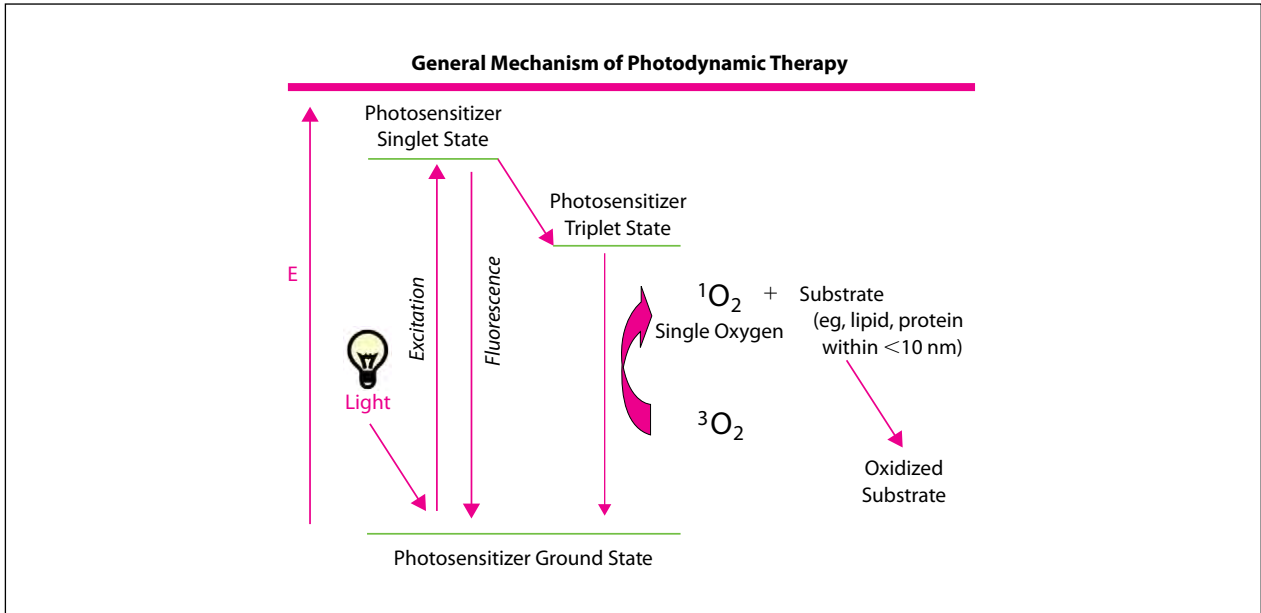 General Mechanism of Photodynamic Therapy
Photosensitizer
Singlet State
Photosensitizer
Triplet State
E
Excitation
Fluorescence
Light
¹O₂ + Substrate
(eg, lipid, protein
within <10 nm)
Single Oxygen
³O₂
Oxidized
Substrate
Photosensitizer Ground State